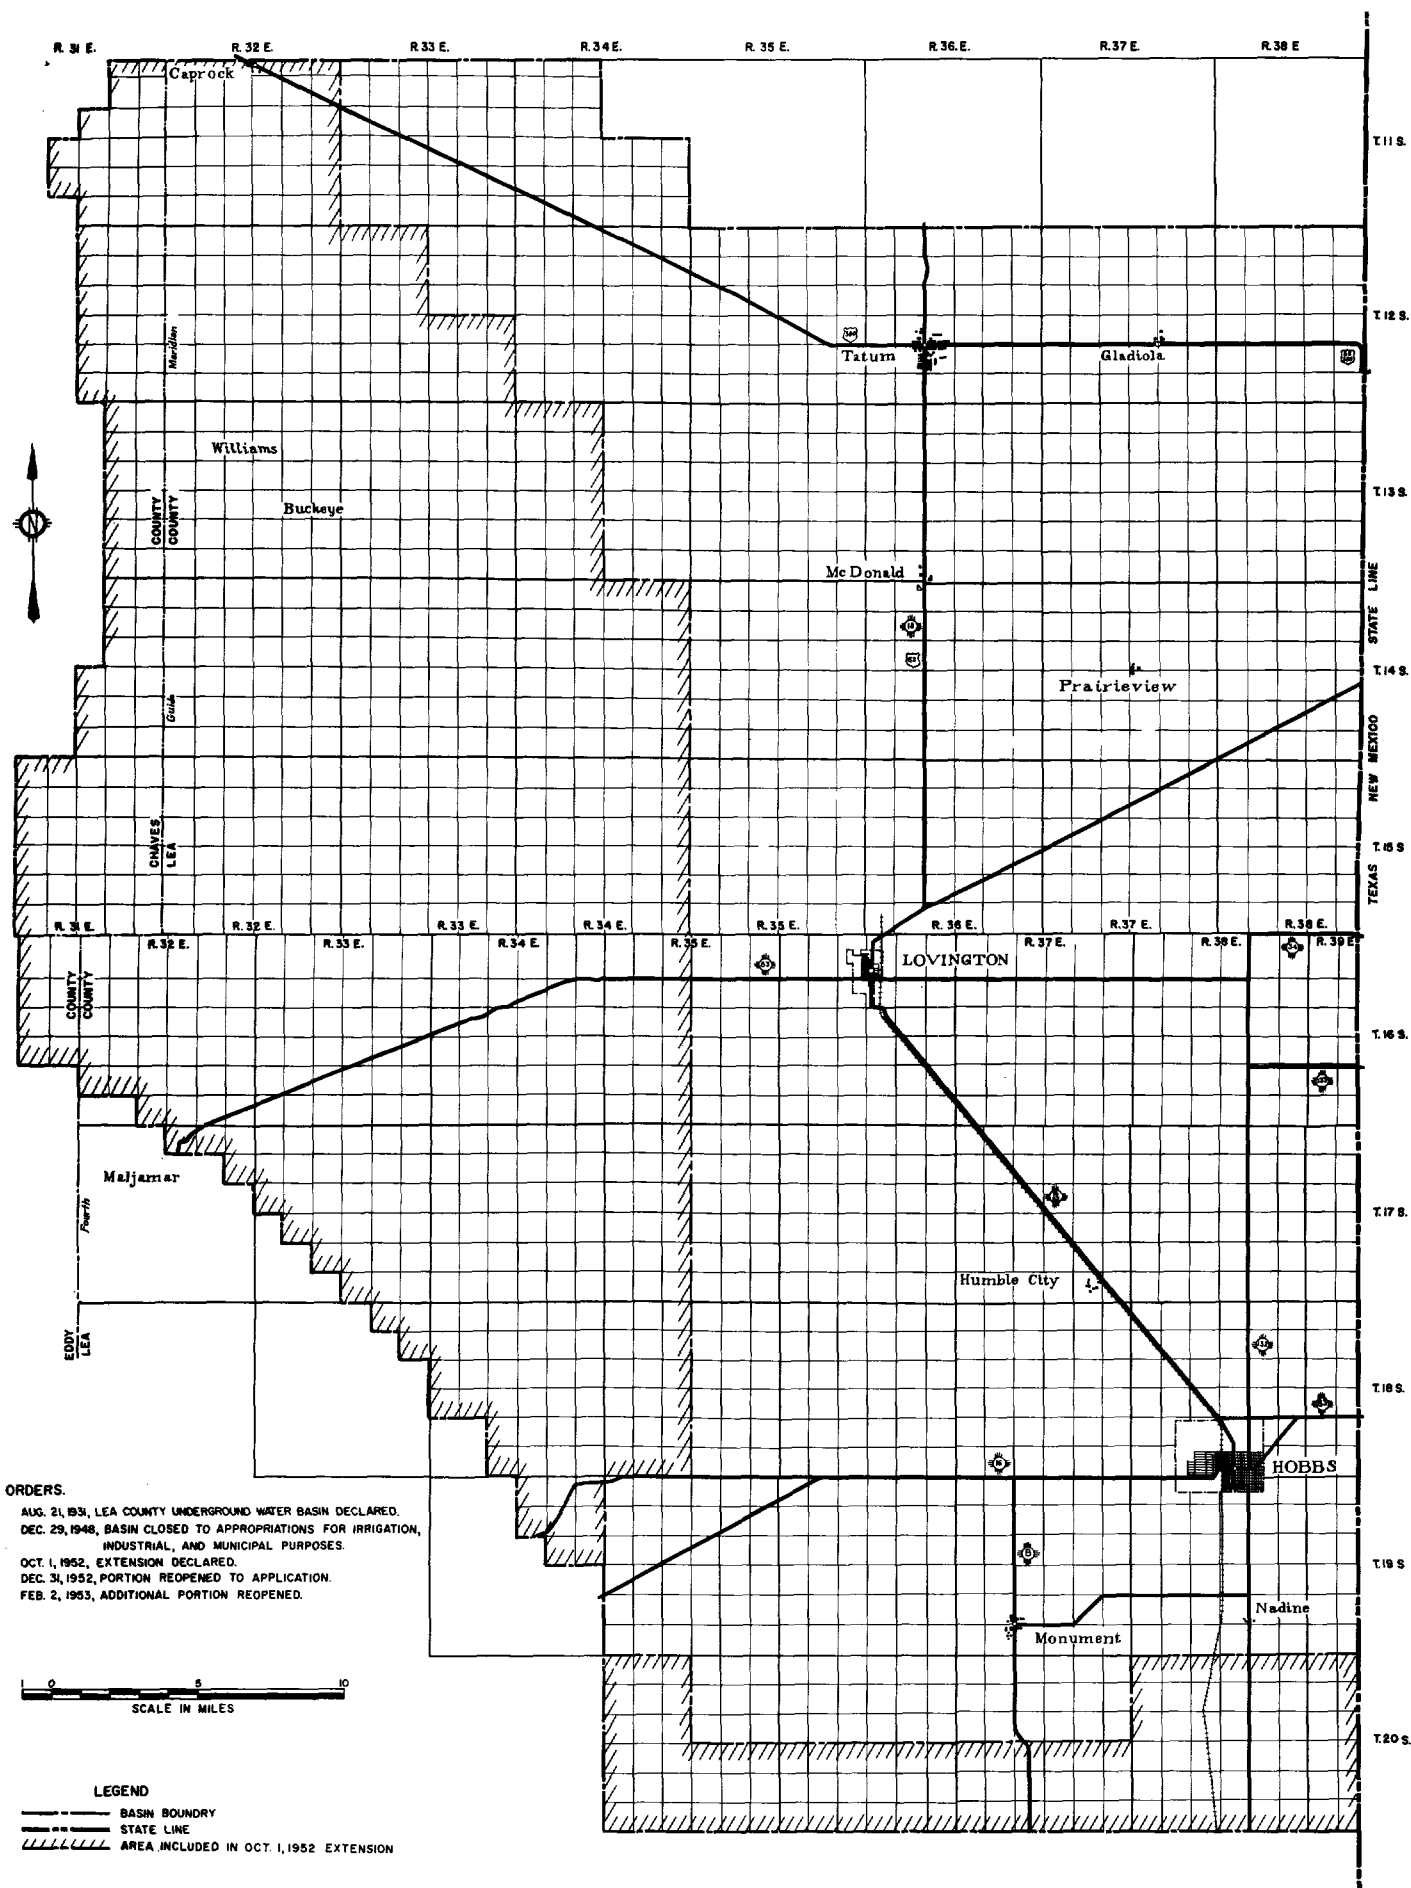 R. 31 E. R. 32 E. R.33 E. R.34 E. R. 35 E. R.36.E. R.37 E. R.38 E
Caprock
T.11 S.
T.12 S.
Tatum Gladiola
Meridian
Williams
Buckeye
COUNTY
COUNTY
N
T.13 S.
McDonald
STATE LINE
18
T.14 S.
Prairieview
Guide
NEW MEXICO
TEXAS
CHAVES
LEA
T.15 S
R. 31 E. R. 32 E. R. 33 E. R.34 E. R.35 E. R.36 E. R.37 E. R. 38 E.
R.32 E. R.33 E. R.34 E. R.35 E. R.37 E. R. 38 E. R.39 E
83 LOVINGTON 34
COUNTY
COUNTY
T.16 S.
Maljamar
Fourth
T.17 S.
Humble City
EDDY
LEA
132
T.18 S.
HOBBS
ORDERS.
AUG. 21, 1931, LEA COUNTY UNDERGROUND WATER BASIN DECLARED.
DEC. 29, 1948, BASIN CLOSED TO APPROPRIATIONS FOR IRRIGATION,
INDUSTRIAL, AND MUNICIPAL PURPOSES.
OCT. 1, 1952, EXTENSION DECLARED.
DEC. 31, 1952, PORTION REOPENED TO APPLICATION.
FEB. 2, 1953, ADDITIONAL PORTION REOPENED.
8
T.19 S
Nadine
Monument
1 0 5 10
SCALE IN MILES
T.20 S.
LEGEND
BASIN BOUNDRY
STATE LINE
AREA INCLUDED IN OCT. 1, 1952 EXTENSION